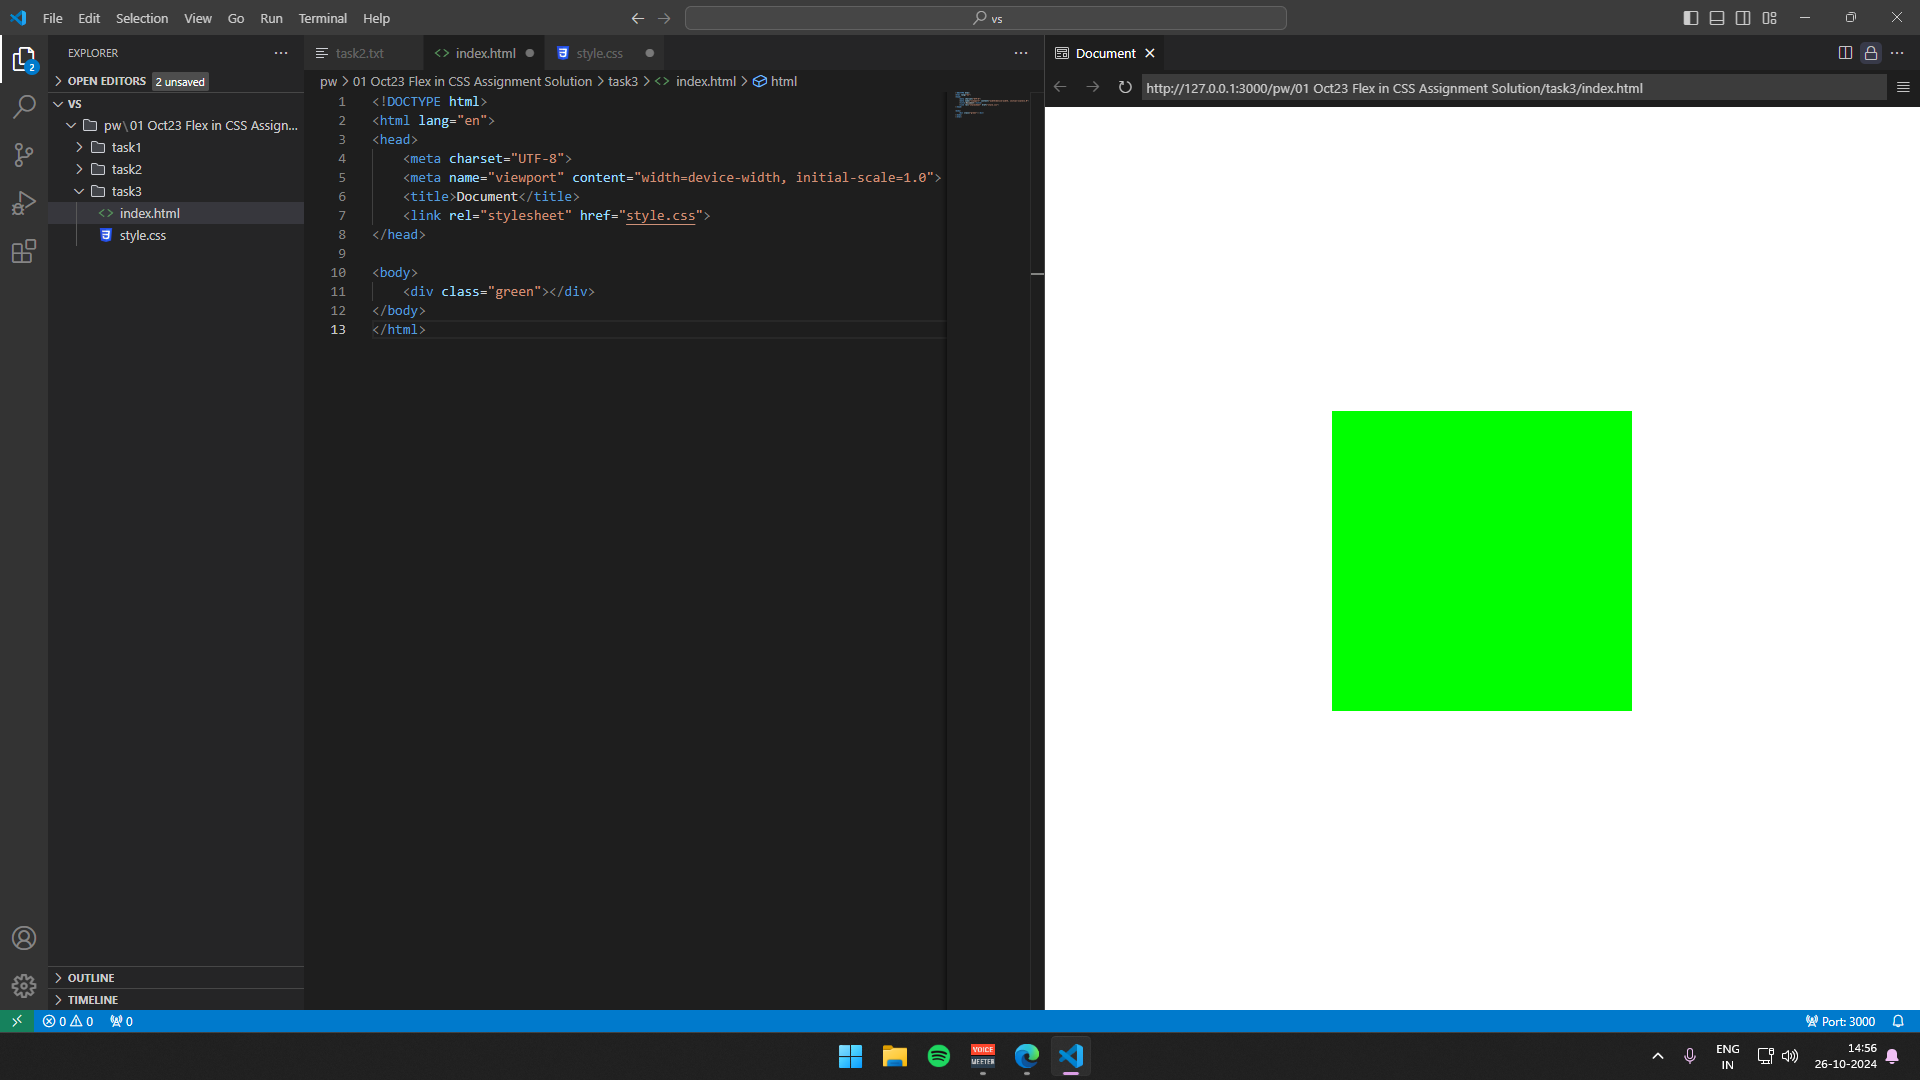 File Edit Selection View Go Run Terminal Help
vs
EXPLORER
OPEN EDITORS 2 unsaved
VS
pw\01 Oct23 Flex in CSS Assign...
task1
task2
task3
index.html
style.css
OUTLINE
TIMELINE
task2.txt index.html style.css
pw > 01 Oct23 Flex in CSS Assignment Solution > task3 > index.html > html
1 <!DOCTYPE html>
2 <html lang="en">
3 <head>
4 <meta charset="UTF-8">
5 <meta name="viewport" content="width=device-width, initial-scale=1.0">
6 <title>Document</title>
7 <link rel="stylesheet" href="style.css">
8 </head>
9
10 <body>
11 <div class="green"></div>
12 </body>
13 </html>
Document
http://127.0.0.1:3000/pw/01 Oct23 Flex in CSS Assignment Solution/task3/index.html
2
0 0 0
Port: 3000
VOICE
MEETER
ENG
IN
14:56
26-10-2024